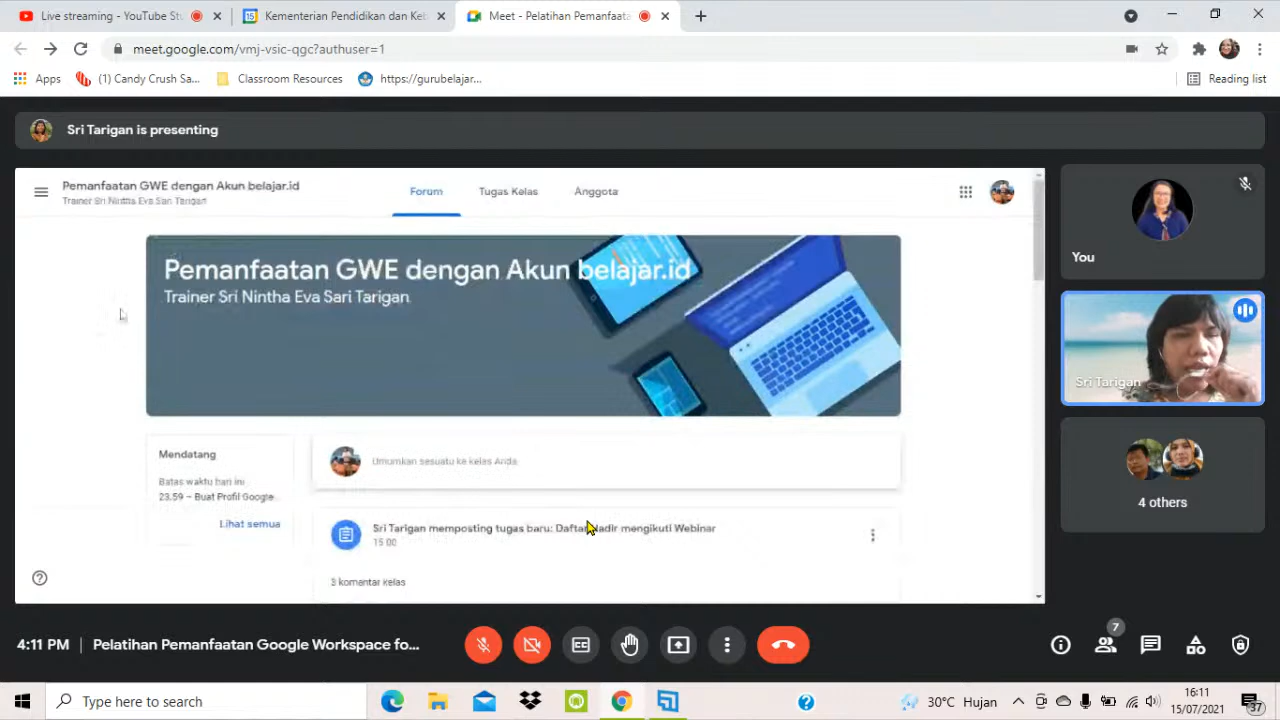 Live streaming - YouTube St
Kementerian Pendidikan dan Ke
Meet - Pelatihan Pemanfaata
meet.google.com/vmj-vsic-qgc?authuser=1
Apps
(1) Candy Crush Sa...
Classroom Resources
https://gurubelajar...
Reading list
Sri Tarigan is presenting
Pemanfaatan GWE dengan Akun belajar.id
Trainer Sri Nintha Eva Sari Tarigan
Forum
Tugas Kelas
Anggota
Pemanfaatan GWE dengan Akun belajar.id
Trainer Sri Nintha Eva Sari Tarigan
Mendatang
Batas waktu hari ini
23.59 – Buat Profil Google...
Lihat semua
Umumkan sesuatu ke kelas Anda
Sri Tarigan memposting tugas baru: Daftar Hadir mengikuti Webinar
15.00
3 komentar kelas
You
Sri Tarigan
4 others
4:11 PM
Pelatihan Pemanfaatan Google Workspace fo...
7
Type here to search
30°C Hujan
16:11
15/07/2021
37